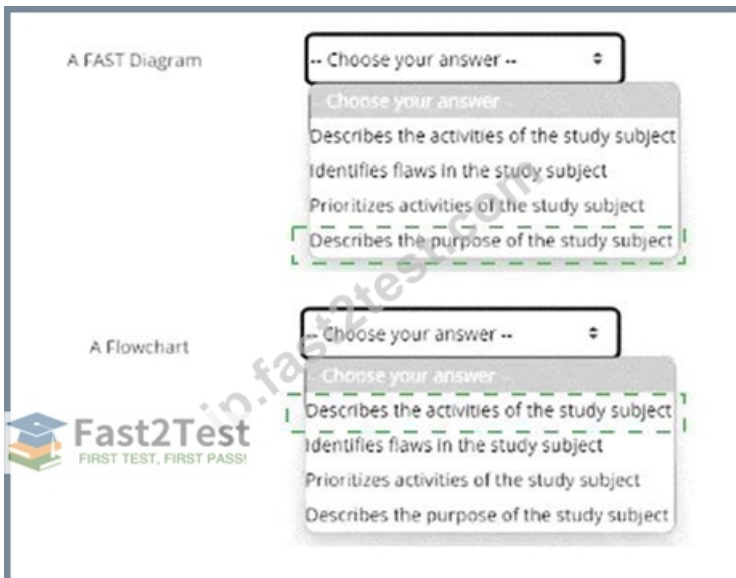 A FAST Diagram
-- Choose your answer --
-- Choose your answer --
Describes the activities of the study subject
Identifies flaws in the study subject
Prioritizes activities of the study subject
Describes the purpose of the study subject
A Flowchart
-- Choose your answer --
-- Choose your answer --
Describes the activities of the study subject
Identifies flaws in the study subject
Prioritizes activities of the study subject
Describes the purpose of the study subject
Fast2Test
FIRST TEST, FIRST PASS!
jp.fast2test.com